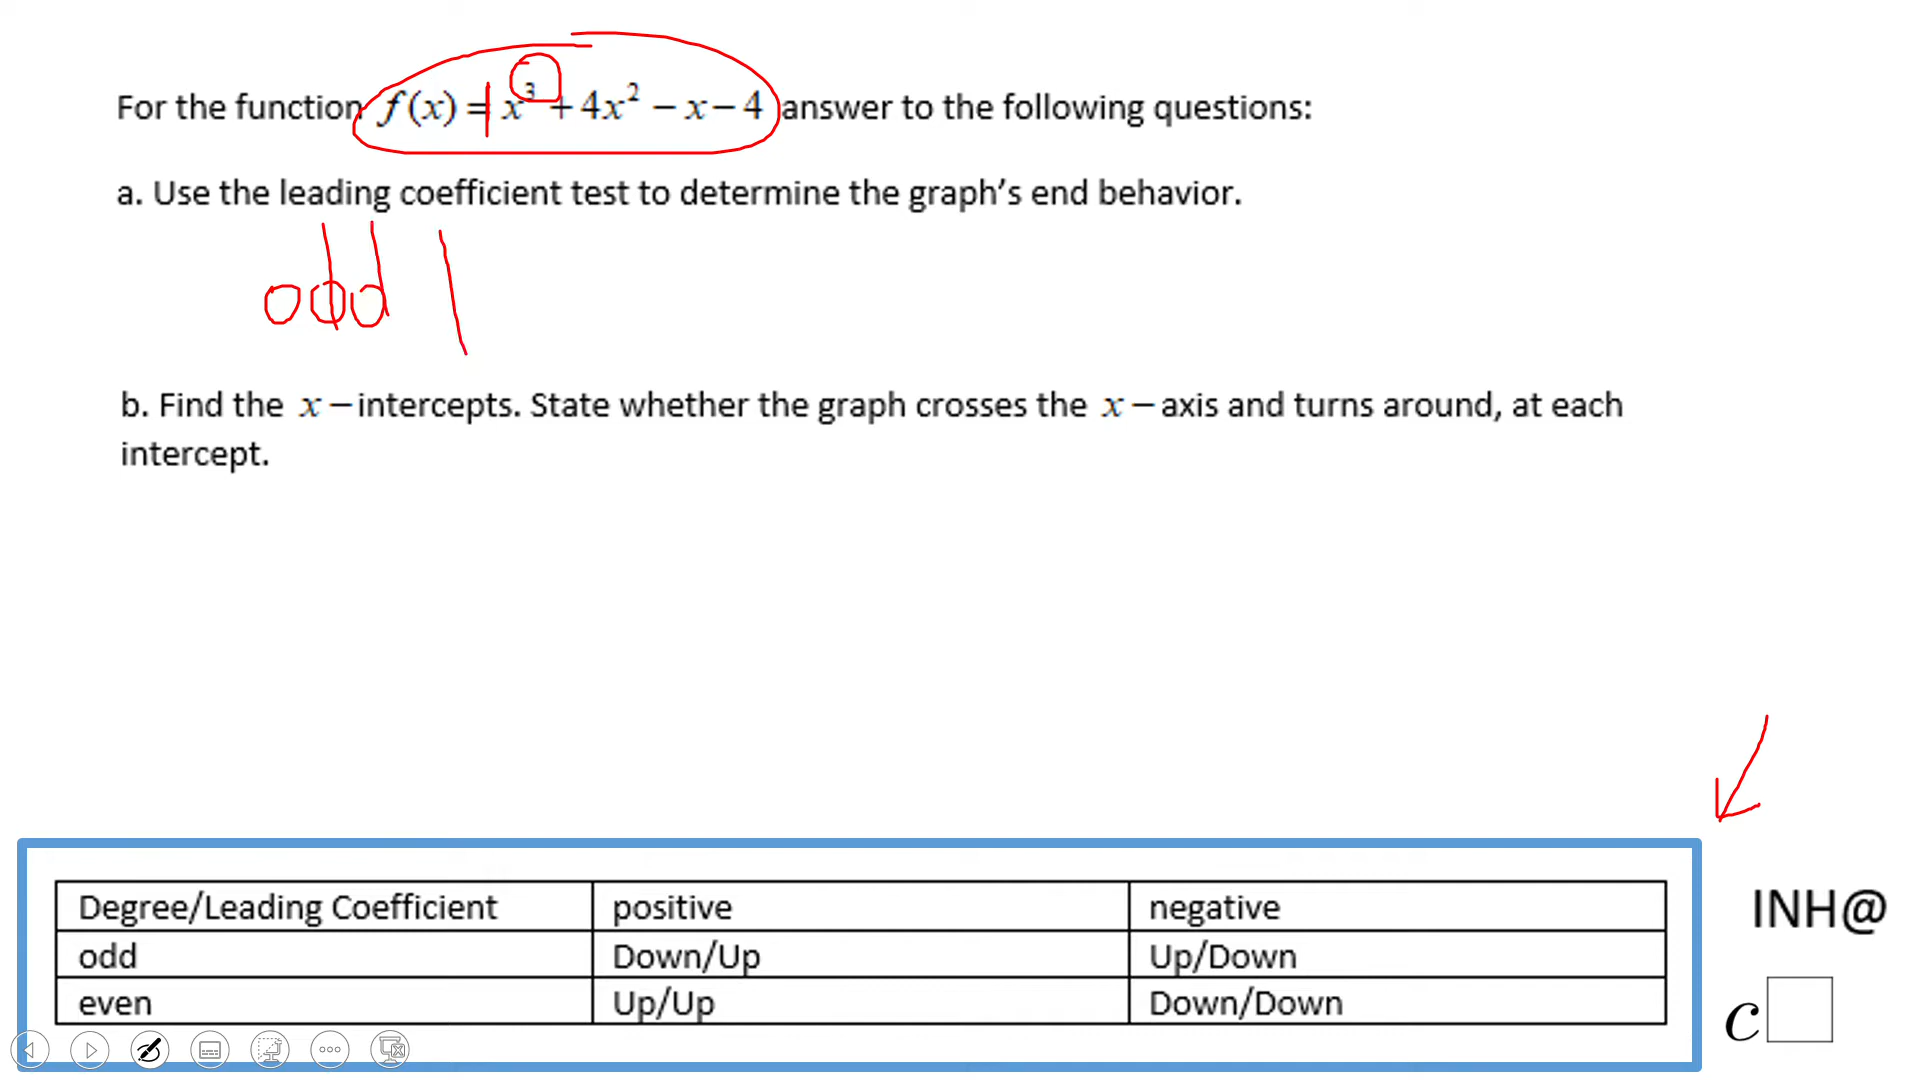 For the function f(x) = 1x³ + 4x² − x − 4 answer to the following questions:
a. Use the leading coefficient test to determine the graph's end behavior.
odd |
b. Find the x − intercepts. State whether the graph crosses the x − axis and turns around, at each
intercept.
Degree/Leading Coefficient positive negative
odd Down/Up Up/Down
even Up/Up Down/Down
INH@
c